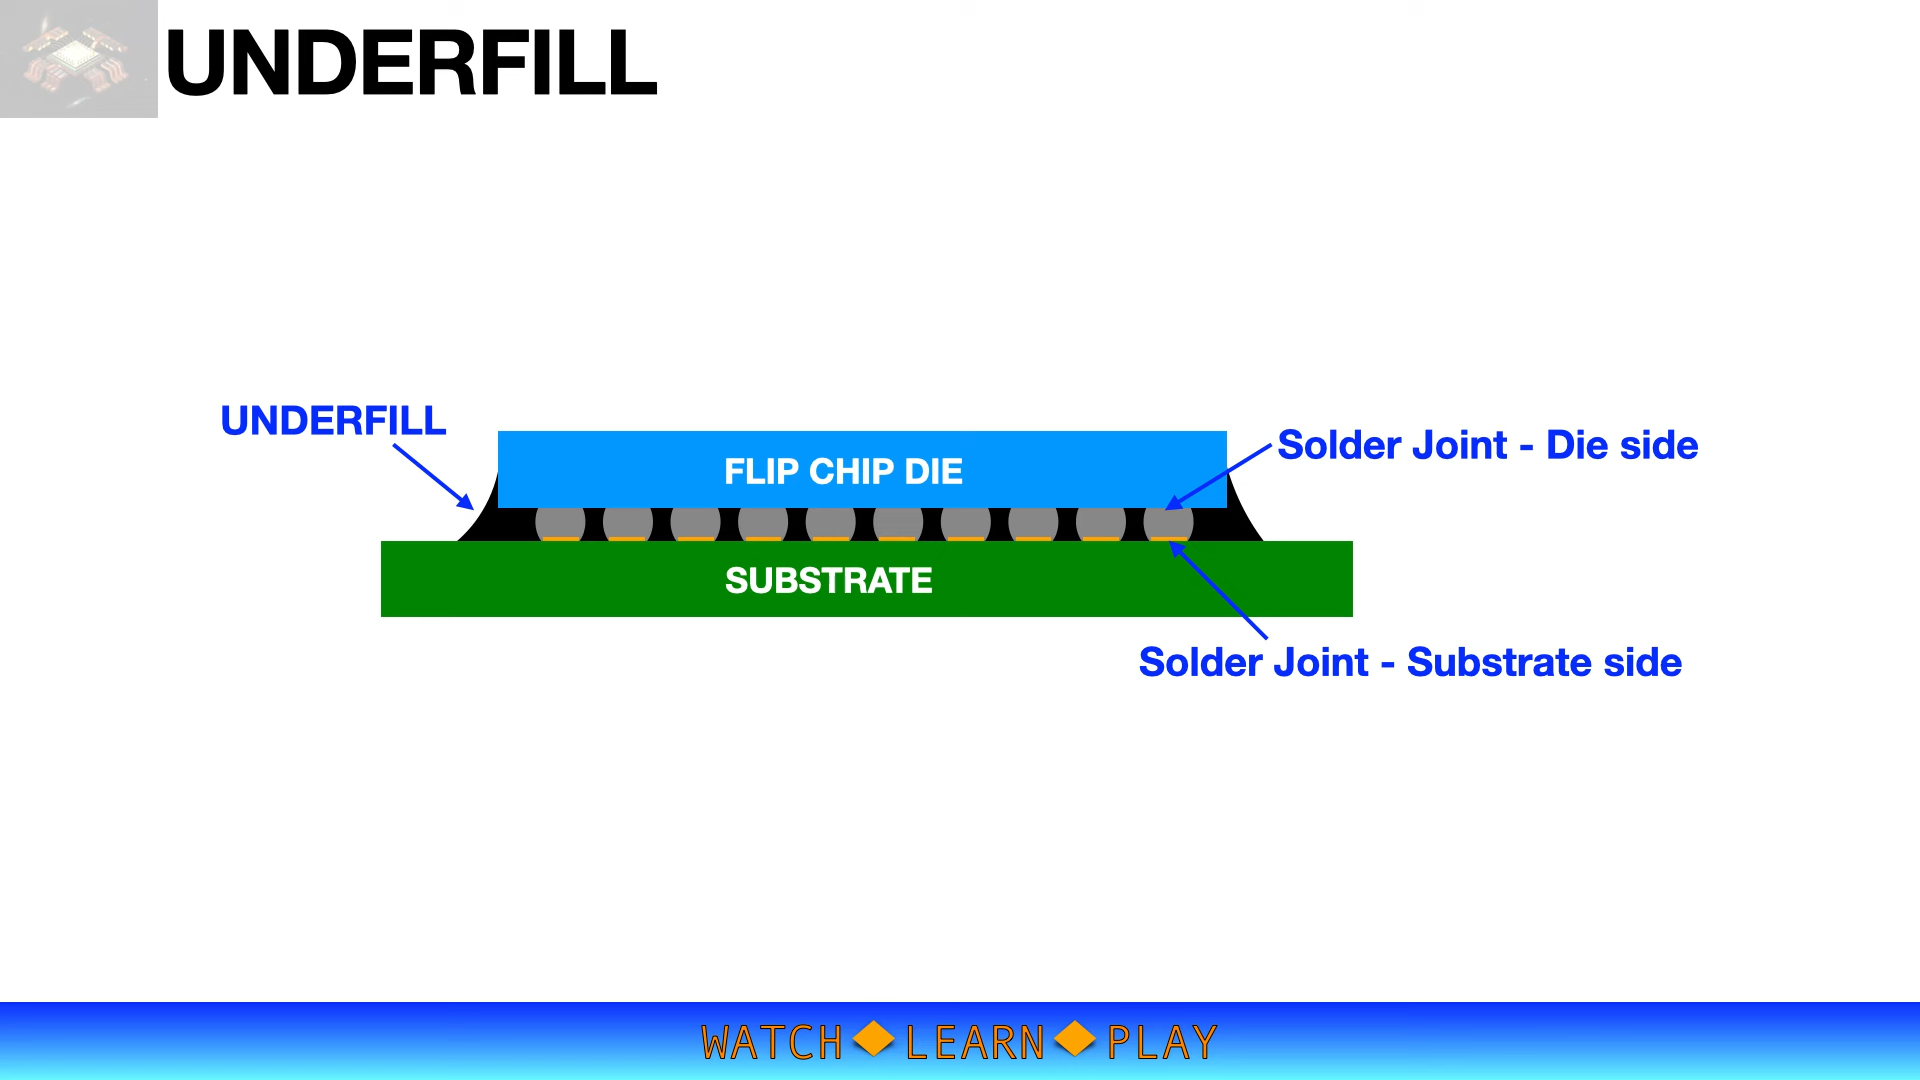 UNDERFILL
UNDERFILL
FLIP CHIP DIE
Solder Joint - Die side
SUBSTRATE
Solder Joint - Substrate side
WATCH LEARN PLAY